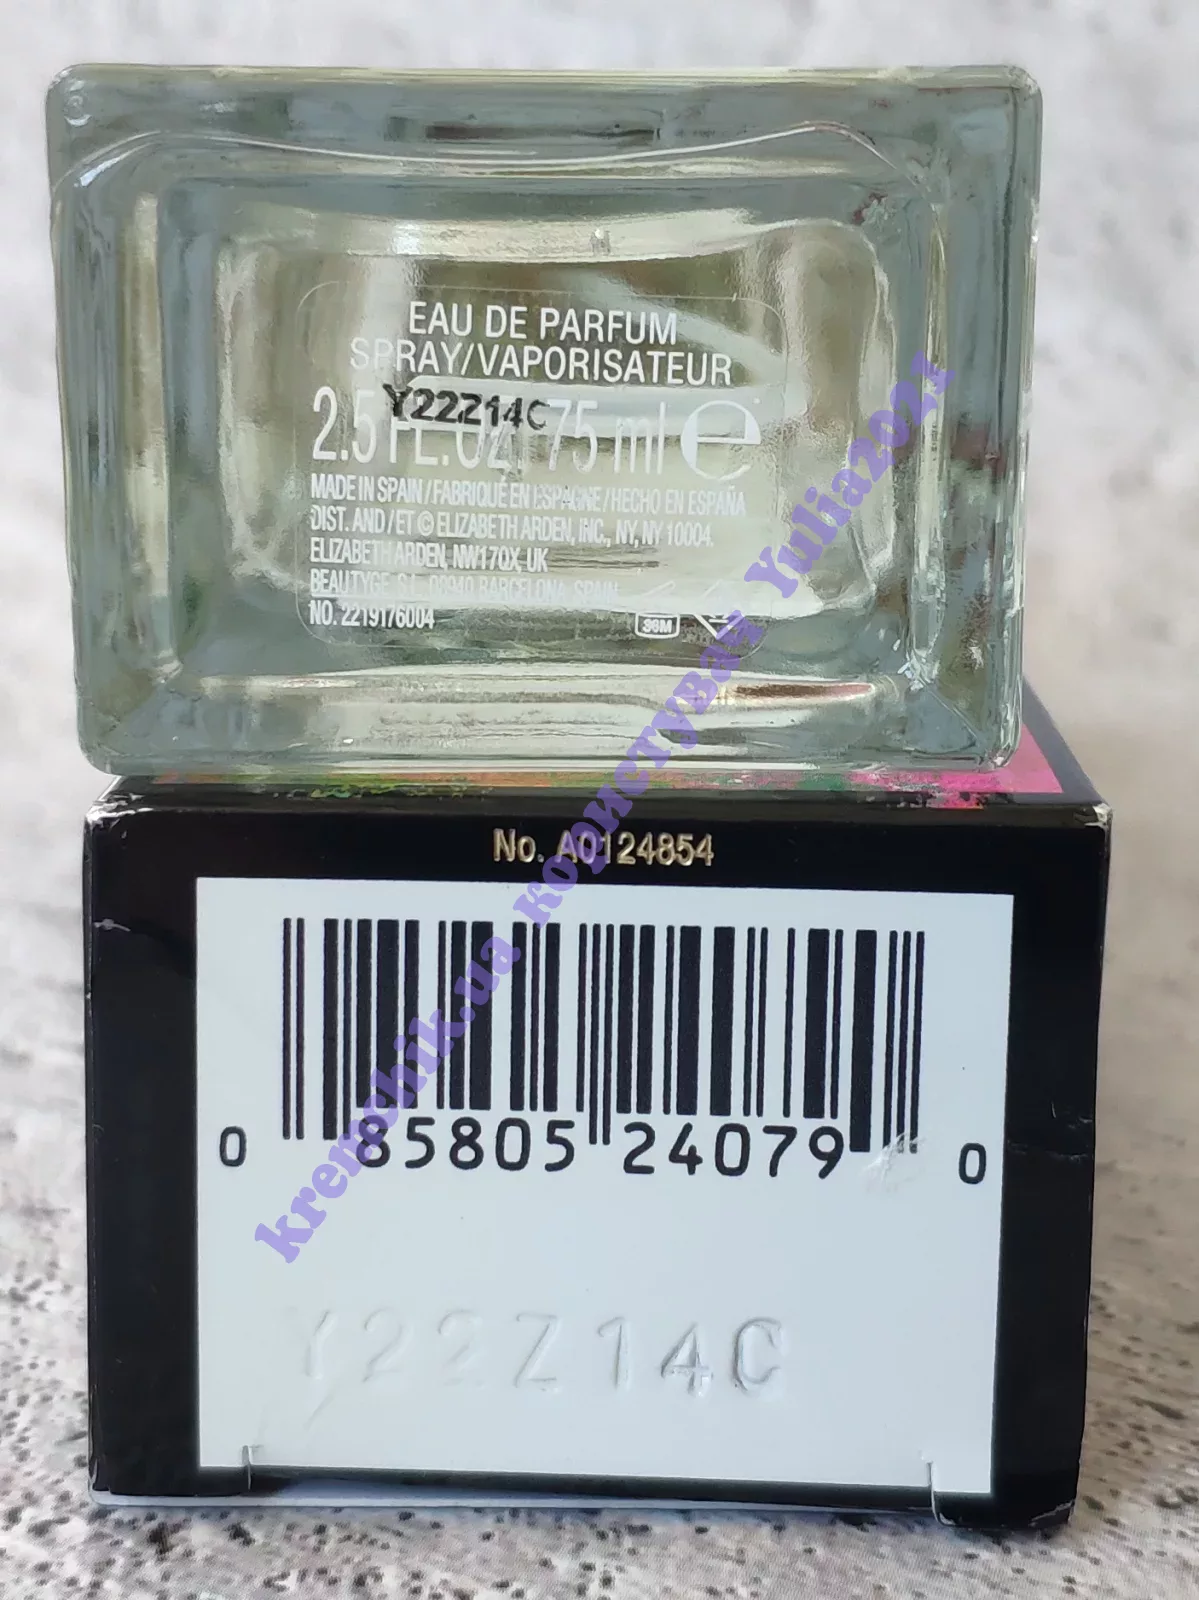 EAU DE PARFUM
SPRAY/VAPORISATEUR
Y22Z14C
2.5 FL.OZ. 75 ml e
MADE IN SPAIN/FABRIQUÉ EN ESPAGNE/HECHO EN ESPAÑA
DIST. AND/ET © ELIZABETH ARDEN, INC., NY, NY 10004.
ELIZABETH ARDEN, NW17QX, UK
BEAUTYGE S.L. 08940 BARCELONA, SPAIN
NO. 2219176004
36M
No. A0124854
0 85805 24079 0
Y22Z14C
kremchik.ua користувач Yulia2021